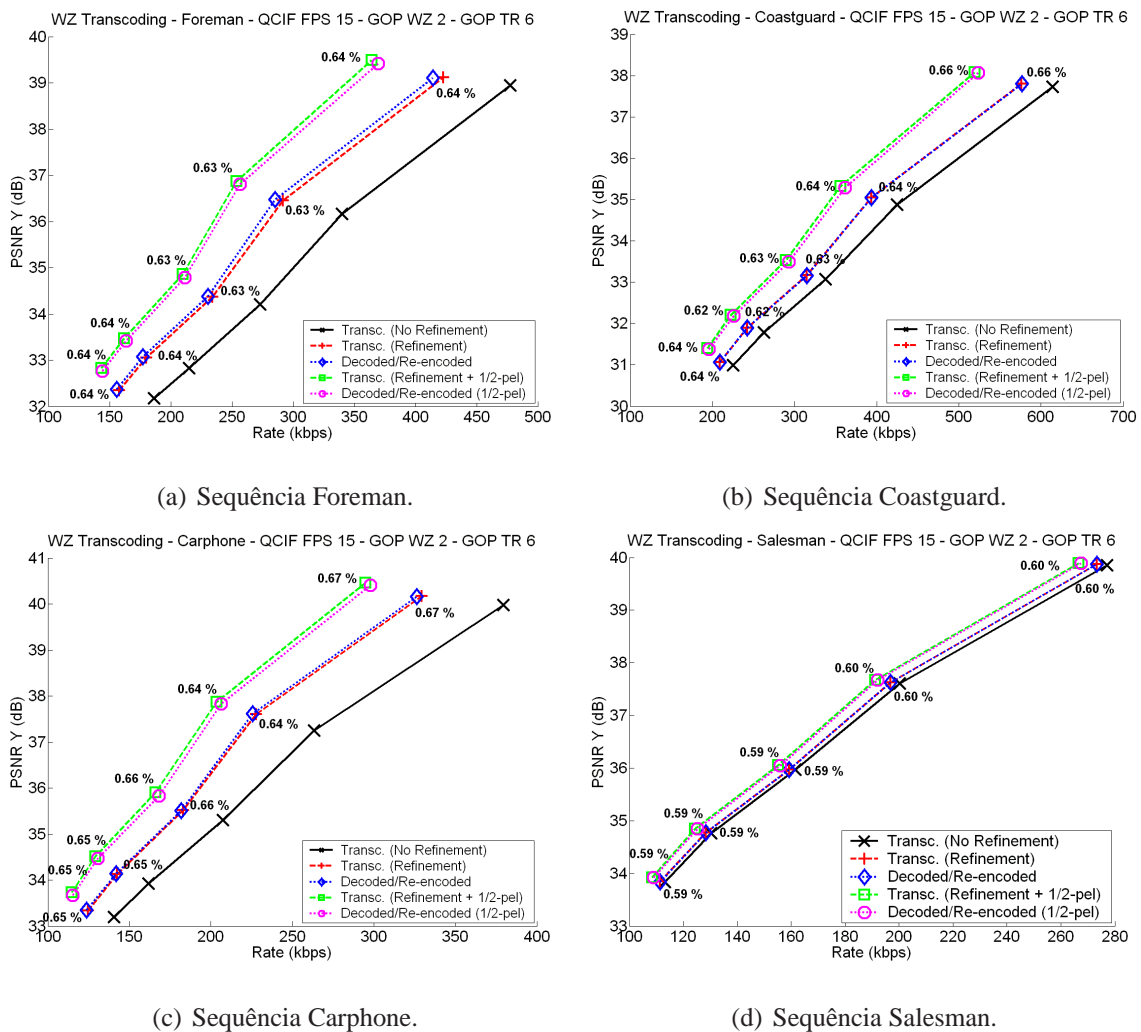 WZ Transcoding - Foreman - QCIF FPS 15 - GOP WZ 2 - GOP TR 6
40
39
38
37
36
35
34
33
32
PSNR Y (dB)
0.64 %
0.64 %
0.63 %
0.63 %
0.63 %
0.63 %
0.64 %
0.64 %
0.64 %
0.64 %
Transc. (No Refinement)
Transc. (Refinement)
Decoded/Re-encoded
Transc. (Refinement + 1/2-pel)
Decoded/Re-encoded (1/2-pel)
100 150 200 250 300 350 400 450 500
Rate (kbps)
(a) Sequência Foreman.
WZ Transcoding - Coastguard - QCIF FPS 15 - GOP WZ 2 - GOP TR 6
39
38
37
36
35
34
33
32
31
30
PSNR Y (dB)
0.66 %
0.66 %
0.64 %
0.64 %
0.63 %
0.63 %
0.62 %
0.62 %
0.64 %
0.64 %
Transc. (No Refinement)
Transc. (Refinement)
Decoded/Re-encoded
Transc. (Refinement + 1/2-pel)
Decoded/Re-encoded (1/2-pel)
100 200 300 400 500 600 700
Rate (kbps)
(b) Sequência Coastguard.
WZ Transcoding - Carphone - QCIF FPS 15 - GOP WZ 2 - GOP TR 6
41
40
39
38
37
36
35
34
33
PSNR Y (dB)
0.67 %
0.67 %
0.64 %
0.64 %
0.66 %
0.66 %
0.65 %
0.65 %
0.65 %
0.65 %
Transc. (No Refinement)
Transc. (Refinement)
Decoded/Re-encoded
Transc. (Refinement + 1/2-pel)
Decoded/Re-encoded (1/2-pel)
100 150 200 250 300 350 400
Rate (kbps)
(c) Sequência Carphone.
WZ Transcoding - Salesman - QCIF FPS 15 - GOP WZ 2 - GOP TR 6
40
39
38
37
36
35
34
33
PSNR Y (dB)
0.60 %
0.60 %
0.60 %
0.60 %
0.59 %
0.59 %
0.59 %
0.59 %
0.59 %
0.59 %
Transc. (No Refinement)
Transc. (Refinement)
Decoded/Re-encoded
Transc. (Refinement + 1/2-pel)
Decoded/Re-encoded (1/2-pel)
100 120 140 160 180 200 220 240 260 280
Rate (kbps)
(d) Sequência Salesman.